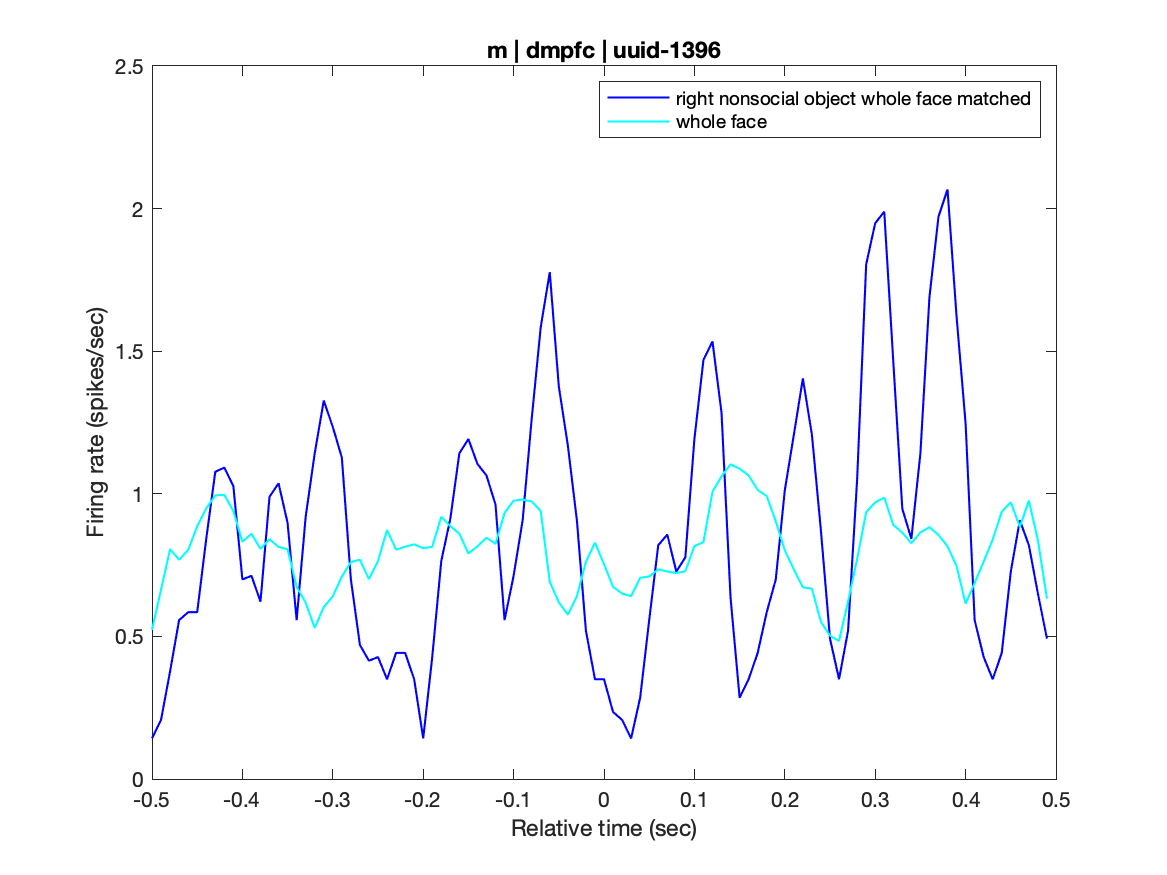 m | dmpfc | uuid-1396
right nonsocial object whole face matched
whole face
Firing rate (spikes/sec)
2.5
2
1.5
1
0.5
0
-0.5 -0.4 -0.3 -0.2 -0.1 0 0.1 0.2 0.3 0.4 0.5
Relative time (sec)